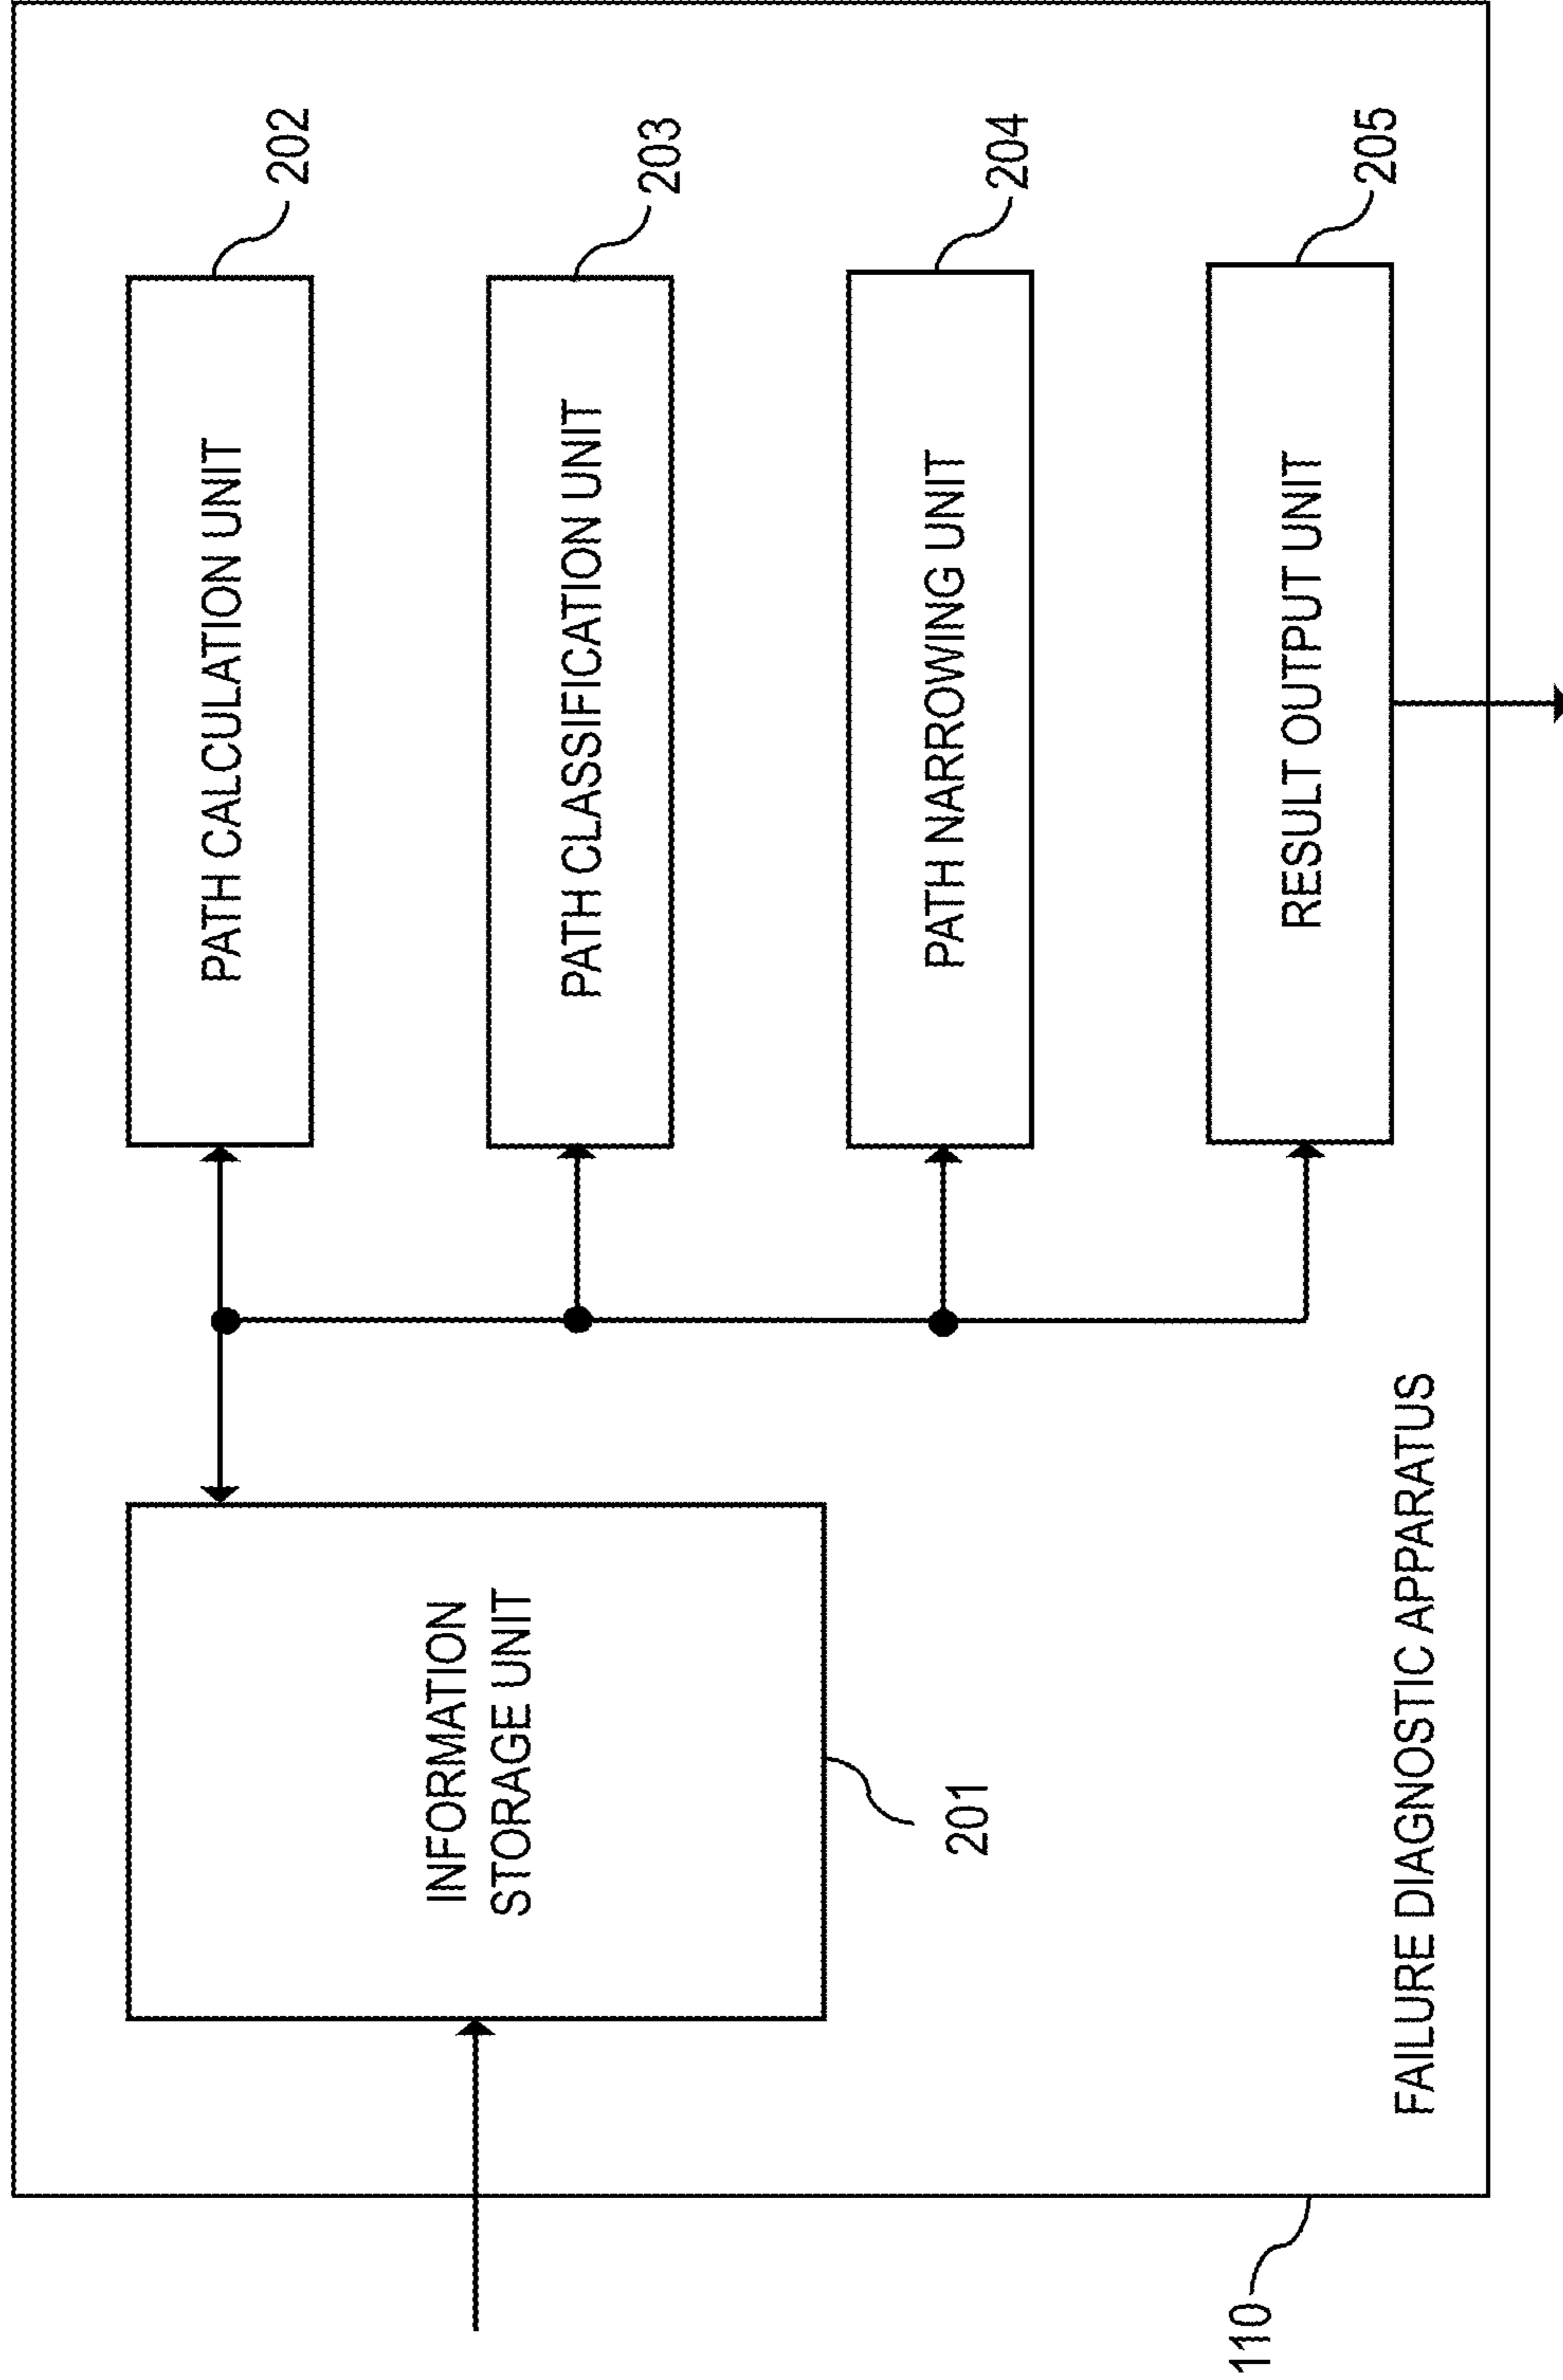 PATH CALCULATION UNIT
202
INFORMATION
STORAGE UNIT
201
PATH CLASSIFICATION UNIT
203
PATH NARROWING UNIT
204
RESULT OUTPUT UNIT
205
FAILURE DIAGNOSTIC APPARATUS
110